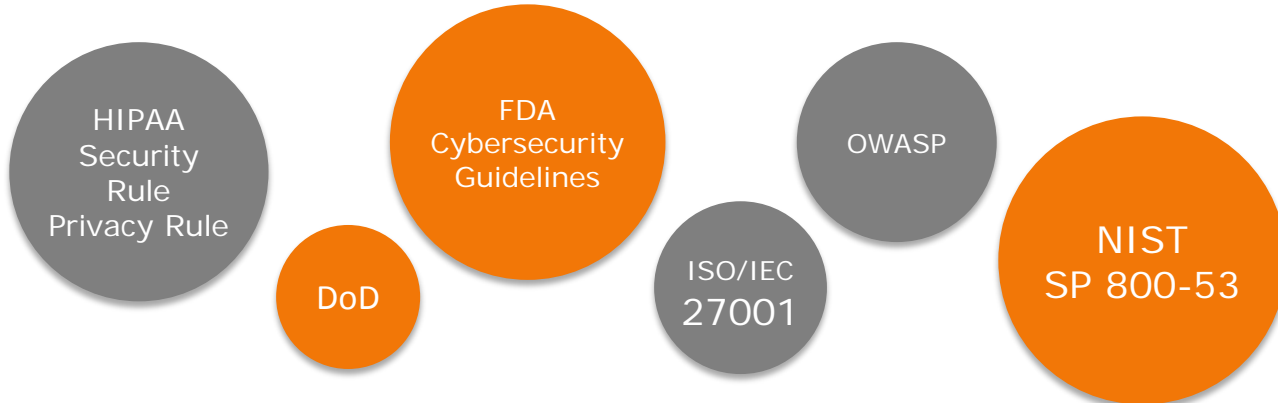 HIPAA
Security
Rule
Privacy Rule
DoD
FDA
Cybersecurity
Guidelines
ISO/IEC
27001
OWASP
NIST
SP 800-53